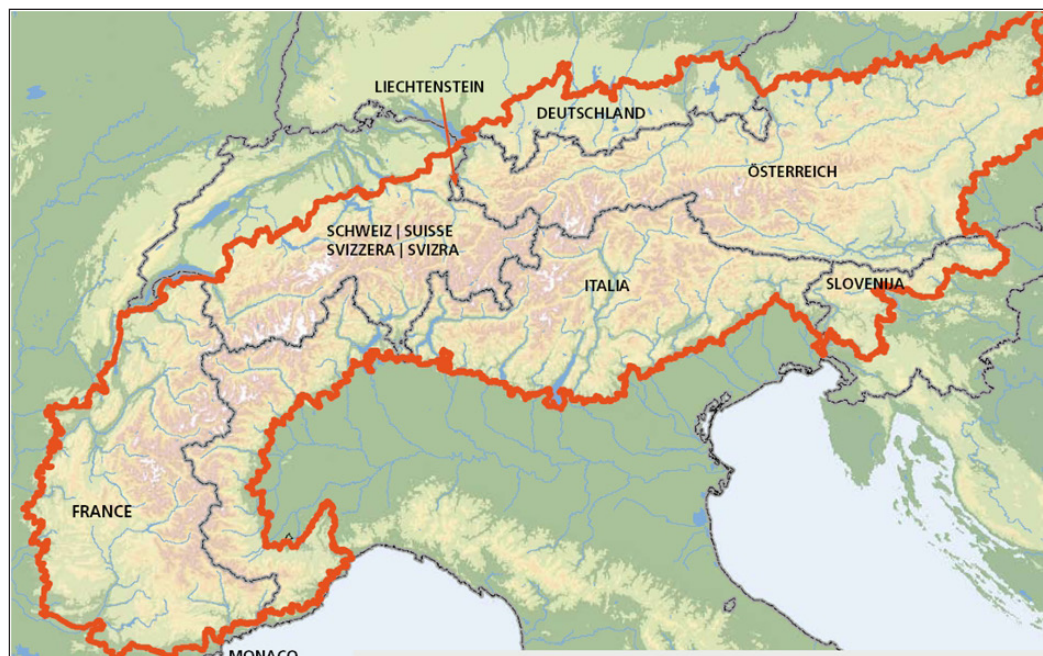 LIECHTENSTEIN
DEUTSCHLAND
ÖSTERREICH
SCHWEIZ | SUISSE
SVIZZERA | SVIZRA
ITALIA
SLOVENIJA
FRANCE
MONACO